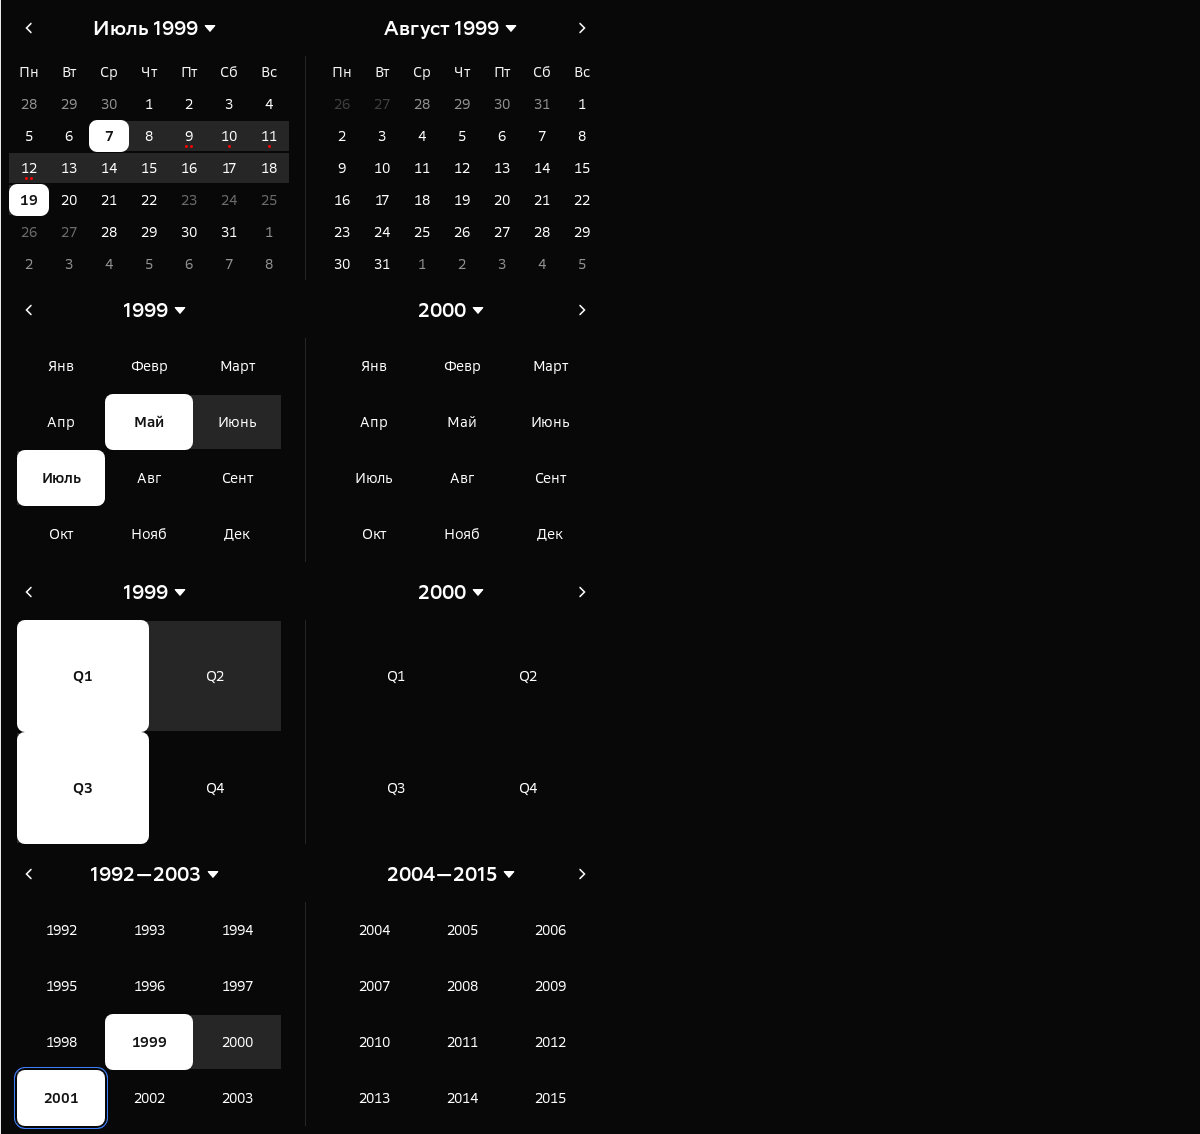 Июль 1999 Август 1999
Пн Вт Ср Чт Пт Сб Вс Пн Вт Ср Чт Пт Сб Вс
28 29 30 1 2 3 4 26 27 28 29 30 31 1
5 6 7 8 9 10 11 2 3 4 5 6 7 8
12 13 14 15 16 17 18 9 10 11 12 13 14 15
19 20 21 22 23 24 25 16 17 18 19 20 21 22
26 27 28 29 30 31 1 23 24 25 26 27 28 29
2 3 4 5 6 7 8 30 31 1 2 3 4 5
1999 2000
Янв Февр Март Янв Февр Март
Апр Май Июнь Апр Май Июнь
Июль Авг Сент Июль Авг Сент
Окт Нояб Дек Окт Нояб Дек
1999 2000
Q1 Q2 Q1 Q2
Q3 Q4 Q3 Q4
1992—2003 2004—2015
1992 1993 1994 2004 2005 2006
1995 1996 1997 2007 2008 2009
1998 1999 2000 2010 2011 2012
2001 2002 2003 2013 2014 2015